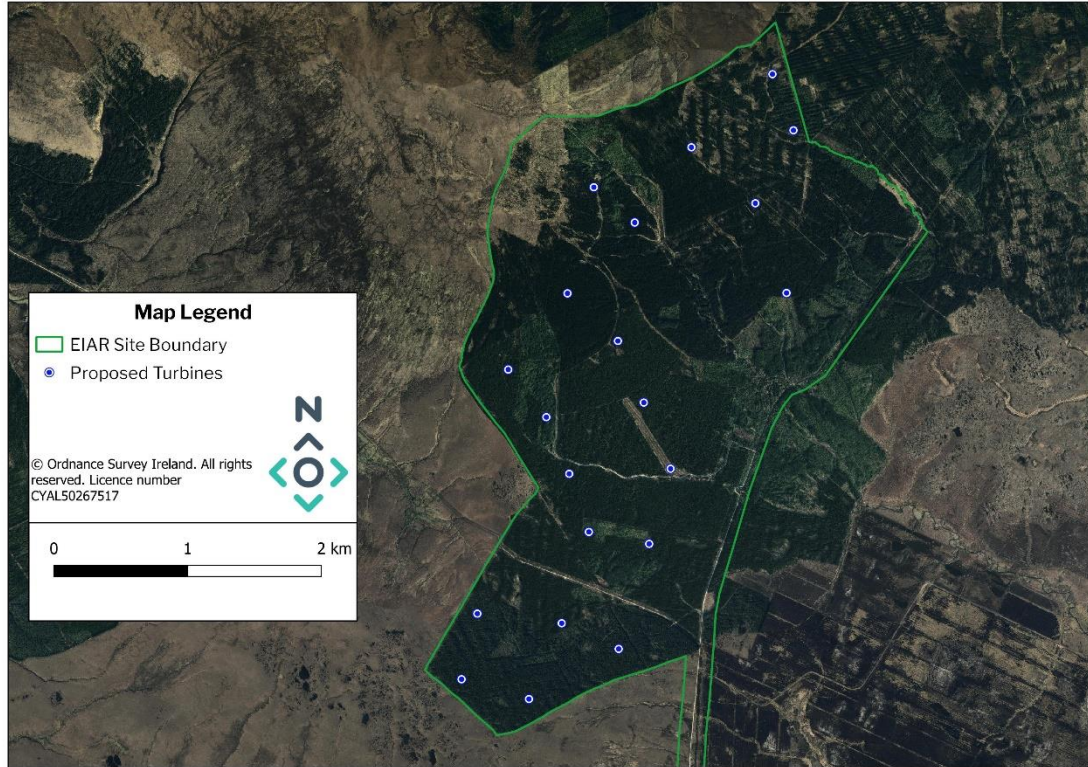 Map Legend
EIAR Site Boundary
Proposed Turbines
N
© Ordnance Survey Ireland. All rights
reserved. Licence number
CYAL50267517
0 1 2 km